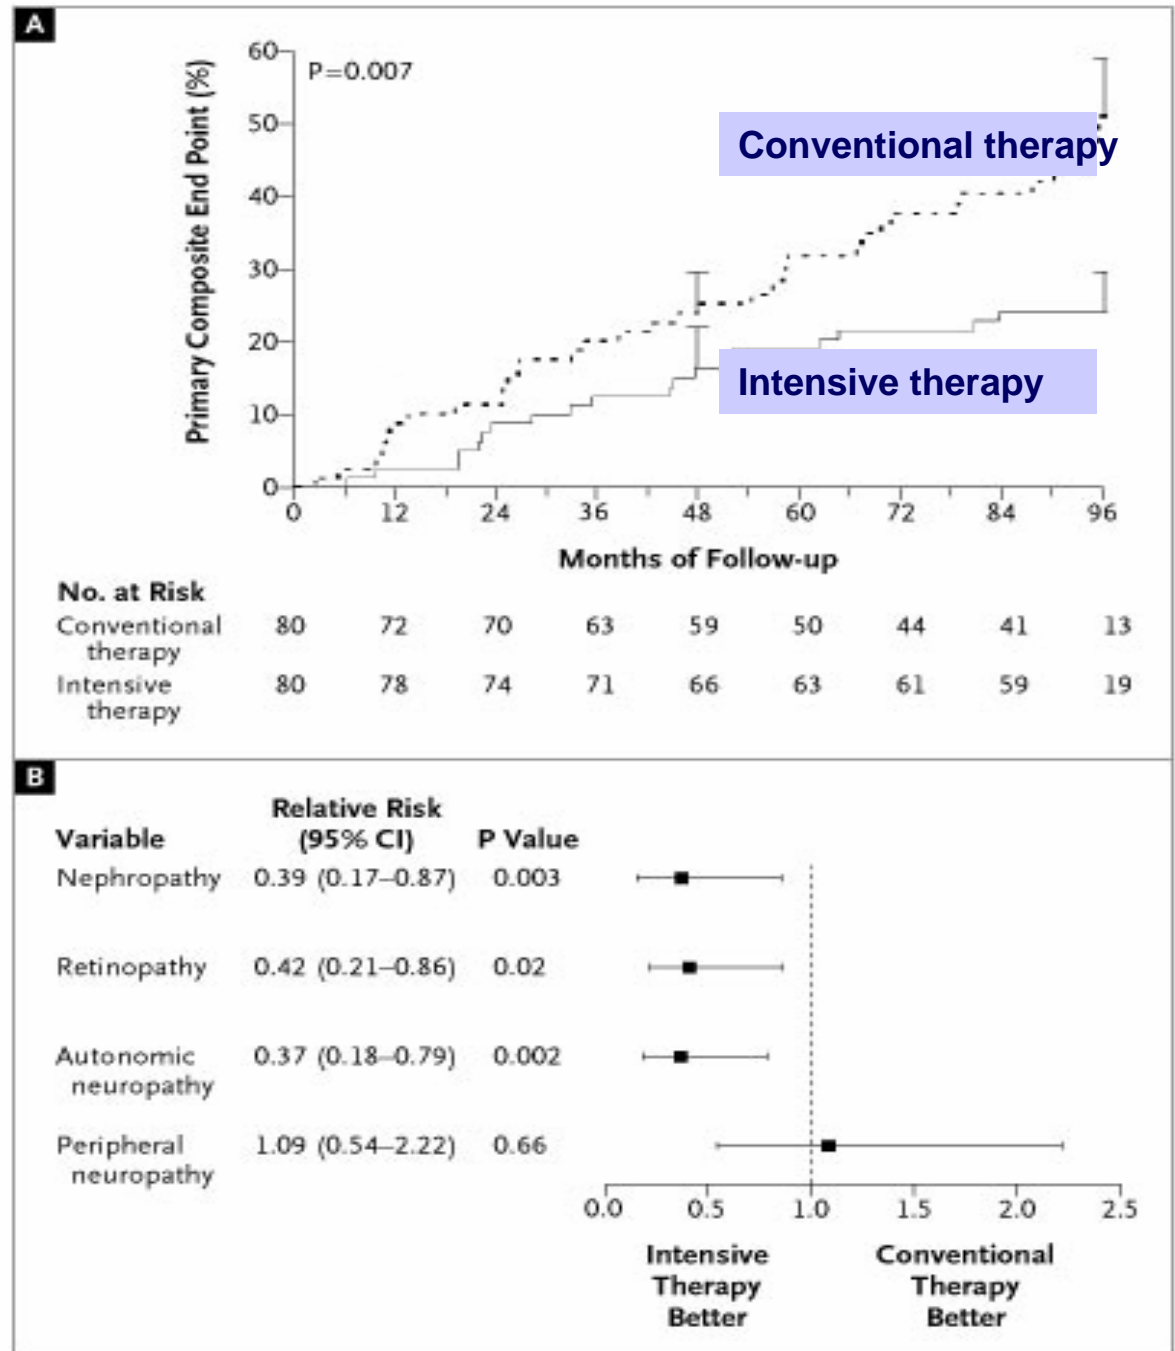 A
Primary Composite End Point (%)
60
50
40
30
20
10
0
P=0.007
Conventional therapy
Intensive therapy
0 12 24 36 48 60 72 84 96
Months of Follow-up
No. at Risk
Conventional 80 72 70 63 59 50 44 41 13
therapy
Intensive 80 78 74 71 66 63 61 59 19
therapy
B
Relative Risk
Variable (95% CI) P Value
Nephropathy 0.39 (0.17–0.87) 0.003
Retinopathy 0.42 (0.21–0.86) 0.02
Autonomic 0.37 (0.18–0.79) 0.002
neuropathy
Peripheral 1.09 (0.54–2.22) 0.66
neuropathy
0.0 0.5 1.0 1.5 2.0 2.5
Intensive Conventional
Therapy Therapy
Better Better